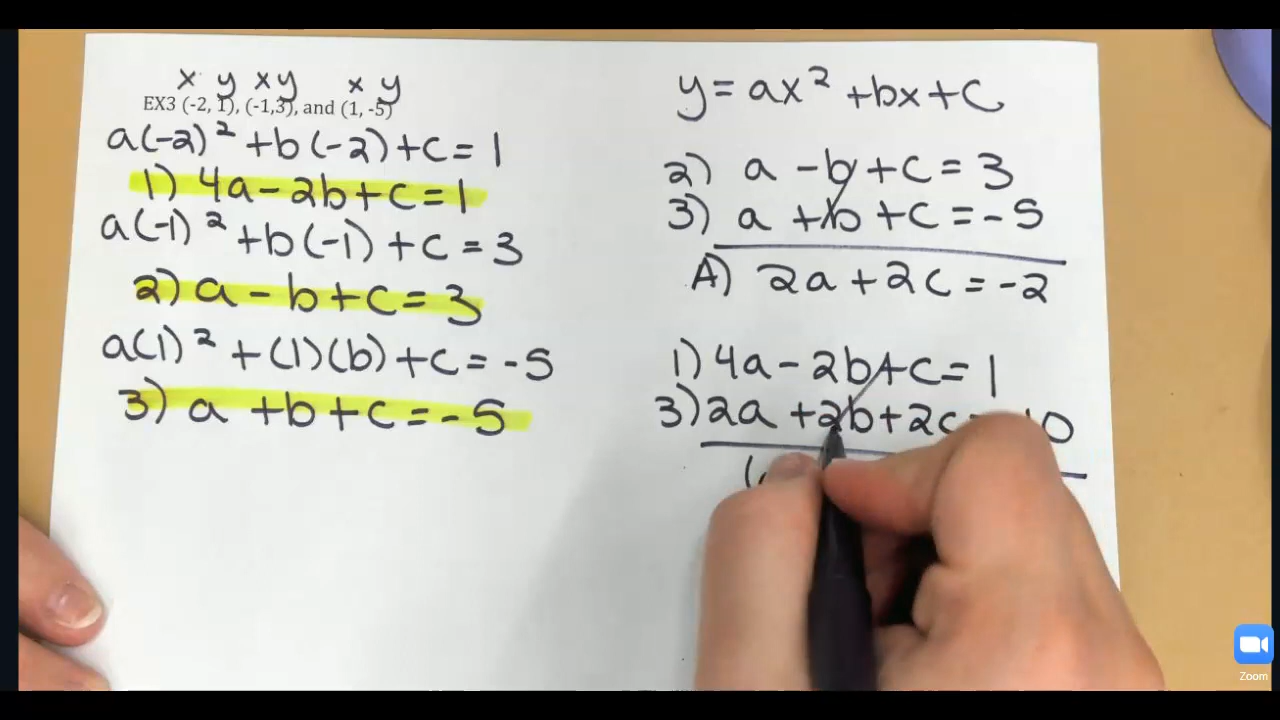 x y x y x y
EX3 (-2, 1), (-1,3), and (1, -5)
a(-2)² +b(-2)+c=1
1) 4a-2b+c=1
a(-1)² +b(-1)+c=3
2) a-b+c=3
a(1)² +(1)(b)+c=-5
3) a+b+c=-5
y=ax²+bx+c
2) a-b+c=3
3) a+b+c=-5
A) 2a+2c=-2
1) 4a-2b+c=1
3) 2a+2b+2c 10
Zoom